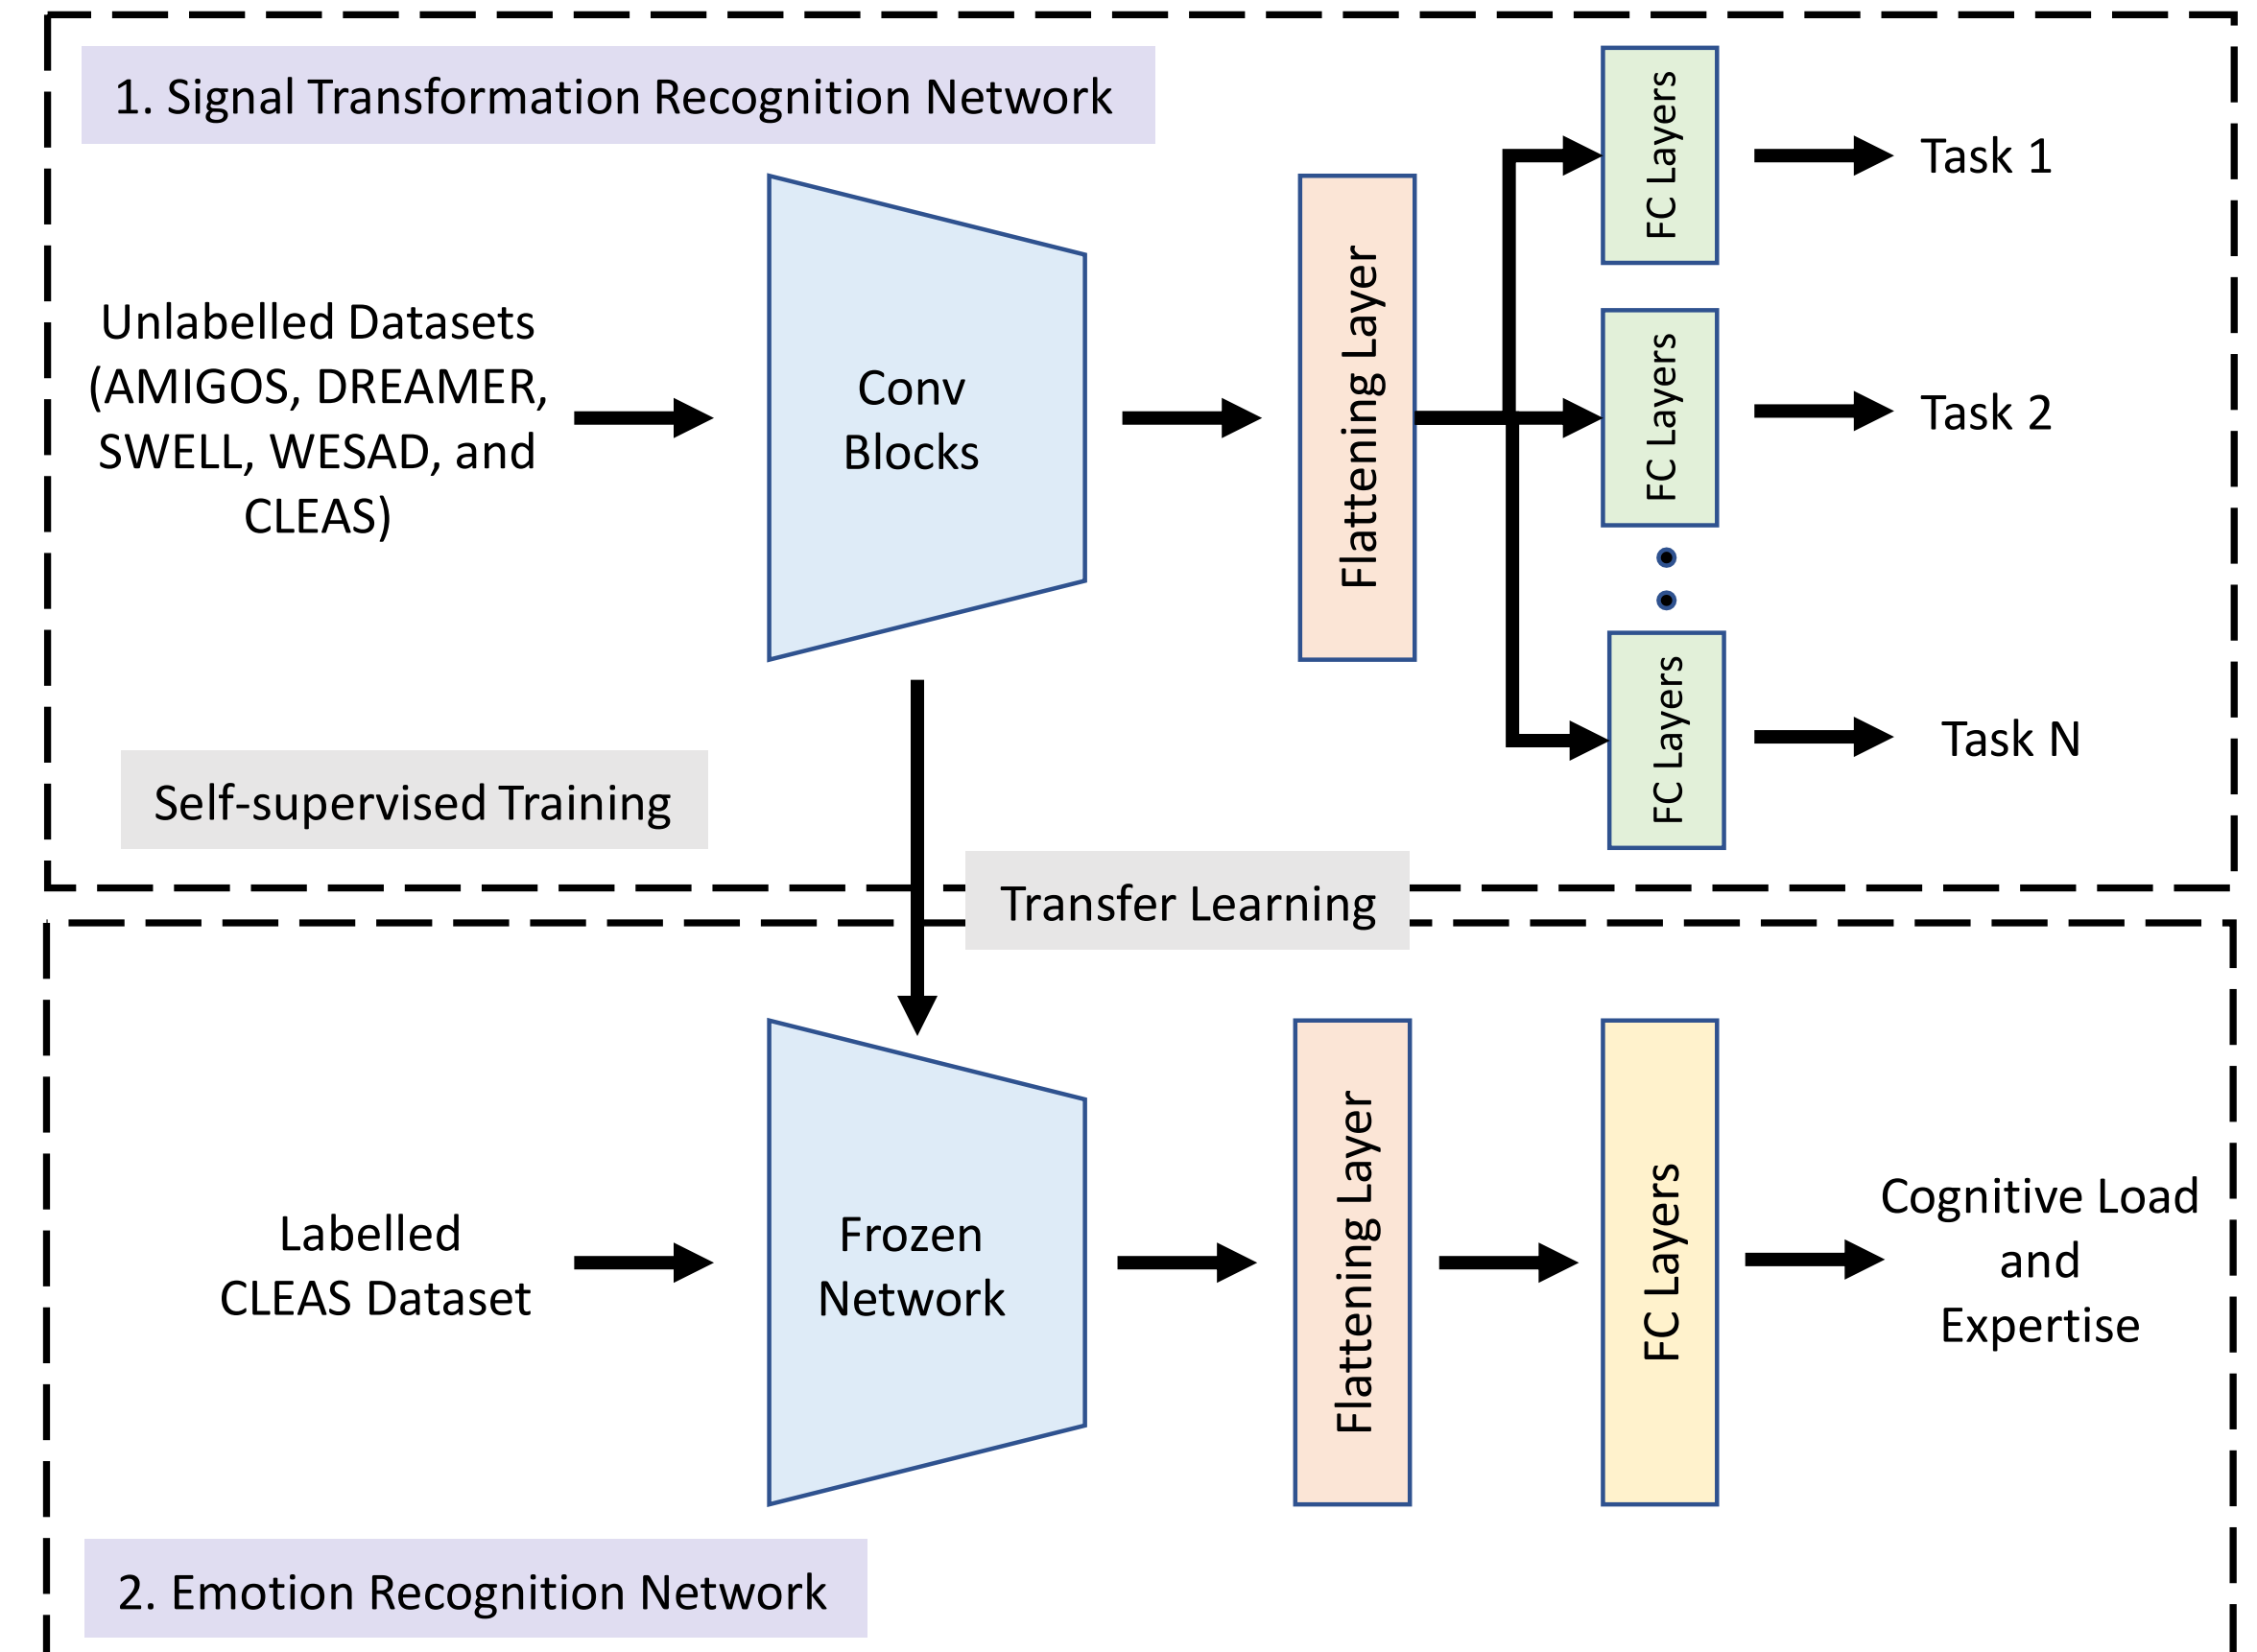 1. Signal Transformation Recognition Network
Unlabelled Datasets
(AMIGOS, DREAMER,
SWELL, WESAD, and
CLEAS)
Conv
Blocks
Flattening Layer
FC Layers
Task 1
FC Layers
Task 2
FC Layers
Task N
Self-supervised Training
Transfer Learning
Labelled
CLEAS Dataset
Frozen
Network
Flattening Layer
FC Layers
Cognitive Load
and
Expertise
2. Emotion Recognition Network